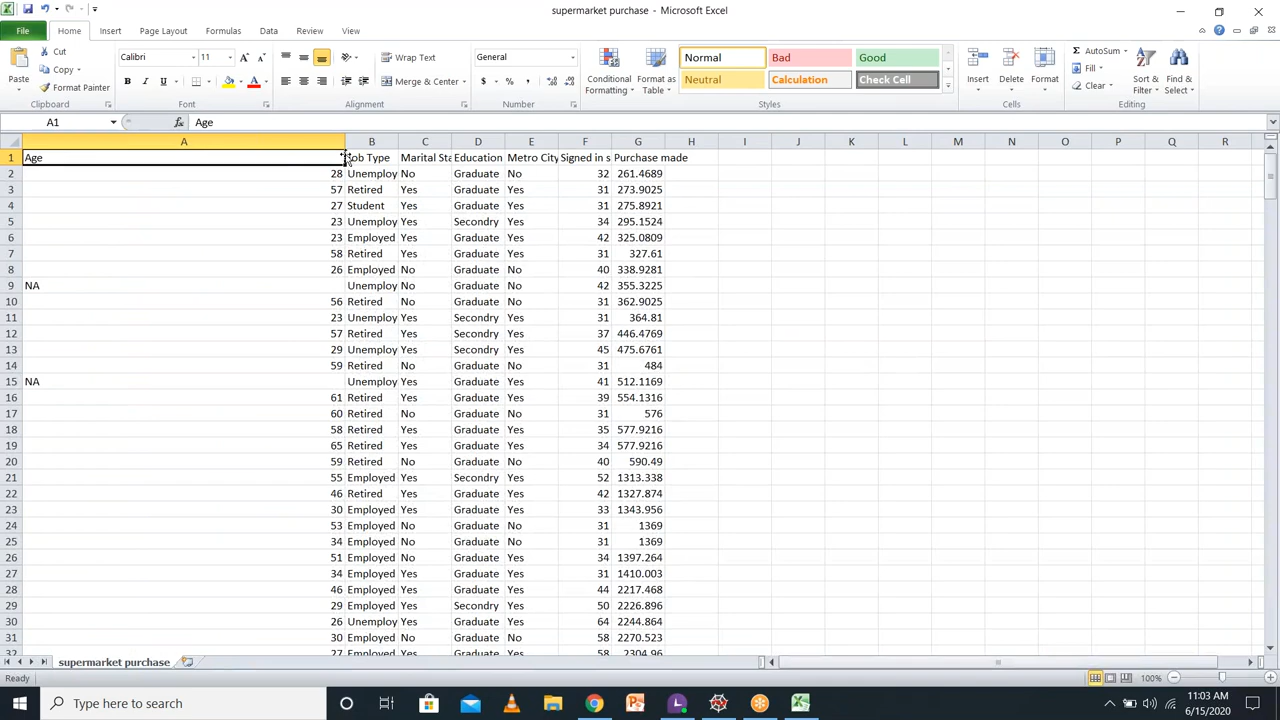 supermarket purchase - Microsoft Excel
File Home Insert Page Layout Formulas Data Review View
Cut
Copy
Format Painter
Paste
Clipboard
Calibri 11
Font
Wrap Text
Merge & Center
Alignment
General
Number
Conditional Formatting
Format as Table
Normal Bad Good
Neutral Calculation Check Cell
Styles
Insert Delete Format
Cells
AutoSum
Fill
Clear
Sort & Filter
Find & Select
Editing
A1 fx Age
A B C D E F G H I J K L M N O P Q R
1 Age Job Type Marital Sta Education Metro City Signed in s Purchase made
2 28 Unemploy No Graduate No 32 261.4689
3 57 Retired Yes Graduate Yes 31 273.9025
4 27 Student Yes Graduate Yes 31 275.8921
5 23 Unemploy Yes Secondry Yes 34 295.1524
6 23 Employed Yes Graduate Yes 42 325.0809
7 58 Retired Yes Graduate Yes 31 327.61
8 26 Employed No Graduate No 40 338.9281
9 NA Unemploy No Graduate No 42 355.3225
10 56 Retired No Graduate No 31 362.9025
11 23 Unemploy Yes Secondry Yes 31 364.81
12 57 Retired Yes Secondry Yes 37 446.4769
13 29 Unemploy Yes Secondry Yes 45 475.6761
14 59 Retired No Graduate No 31 484
15 NA Unemploy Yes Graduate Yes 41 512.1169
16 61 Retired Yes Graduate Yes 39 554.1316
17 60 Retired No Graduate No 31 576
18 58 Retired Yes Graduate Yes 35 577.9216
19 65 Retired Yes Graduate Yes 34 577.9216
20 59 Retired No Graduate No 40 590.49
21 55 Employed Yes Secondry Yes 52 1313.338
22 46 Retired Yes Graduate Yes 42 1327.874
23 30 Employed Yes Graduate Yes 33 1343.956
24 53 Employed No Graduate No 31 1369
25 34 Employed No Graduate No 31 1369
26 51 Employed No Graduate Yes 34 1397.264
27 34 Employed Yes Graduate Yes 31 1410.003
28 46 Employed Yes Graduate Yes 44 2217.468
29 29 Employed Yes Secondry Yes 50 2226.896
30 26 Unemploy Yes Graduate Yes 64 2244.864
31 30 Employed No Graduate No 58 2270.523
32 27 Employed Yes Graduate Yes 58 2304.96
supermarket purchase
Ready 100%
Type here to search
11:03 AM
6/15/2020